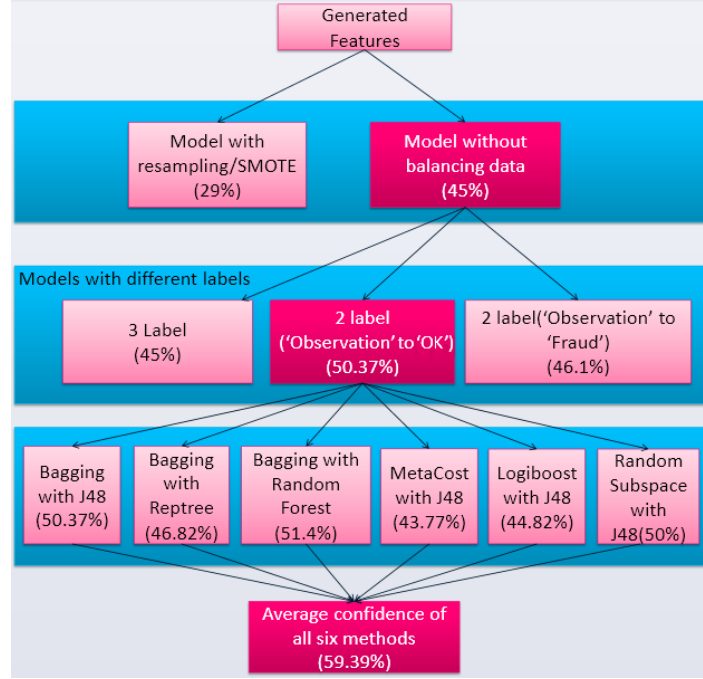 Generated
Features
Model with
resampling/SMOTE
(29%)
Model without
balancing data
(45%)
Models with different labels
3 Label
(45%)
2 label
('Observation' to 'OK')
(50.37%)
2 label('Observation' to
'Fraud')
(46.1%)
Bagging
with J48
(50.37%)
Bagging
with
Reptree
(46.82%)
Bagging with
Random
Forest
(51.4%)
MetaCost
with J48
(43.77%)
Logiboost
with J48
(44.82%)
Random
Subspace
with
J48(50%)
Average confidence of
all six methods
(59.39%)